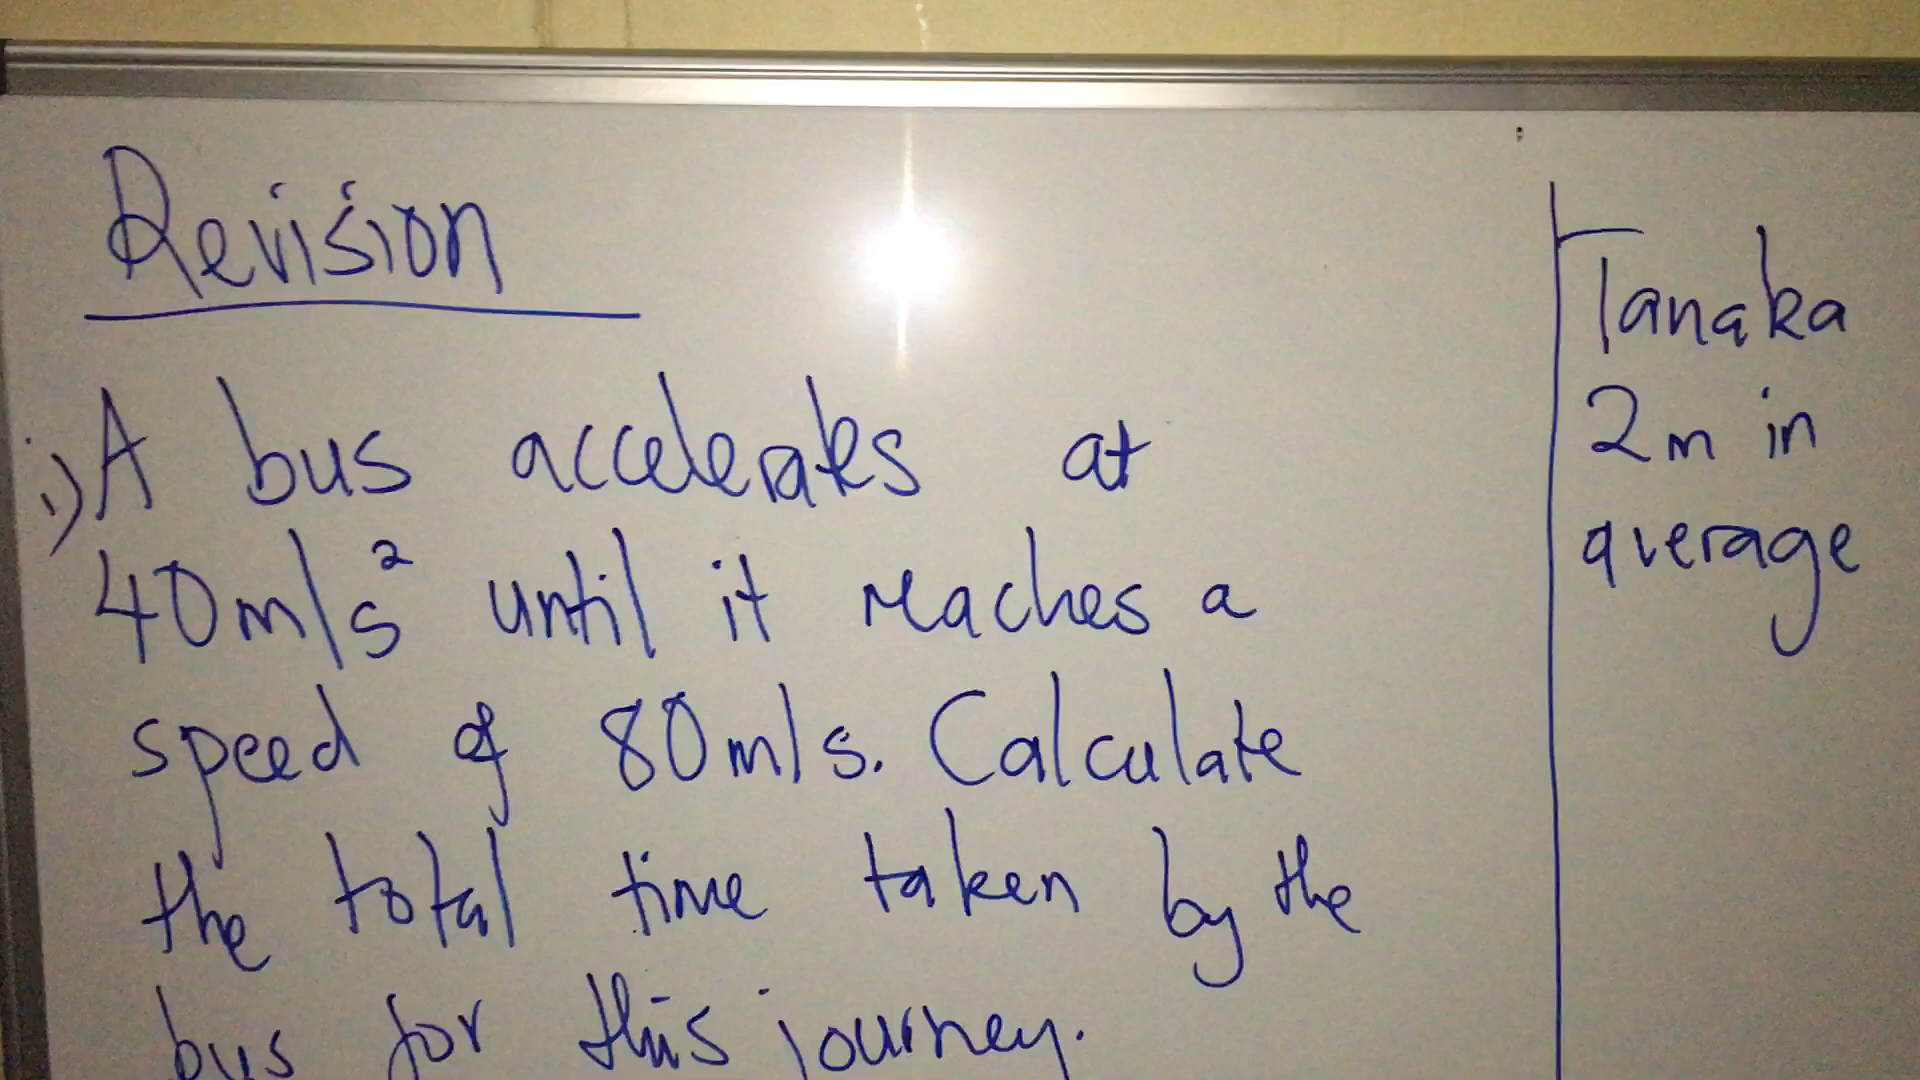 Revision
i) A bus accelerates at
40m/s² until it reaches a
speed of 80m/s. Calculate
the total time taken by the
bus for this journey.
Tanaka
2m in
average